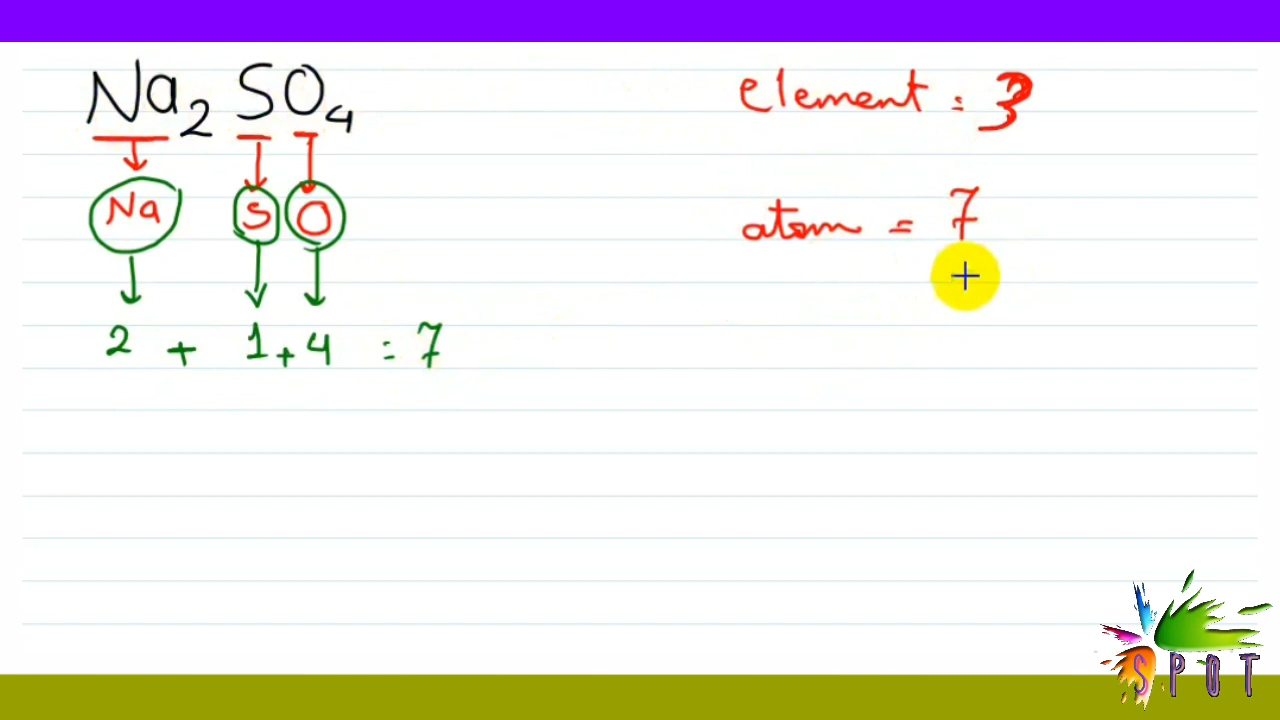 Na₂SO₄
element : 3
Na S O
atom = 7
2 + 1 + 4 = 7
SPOT